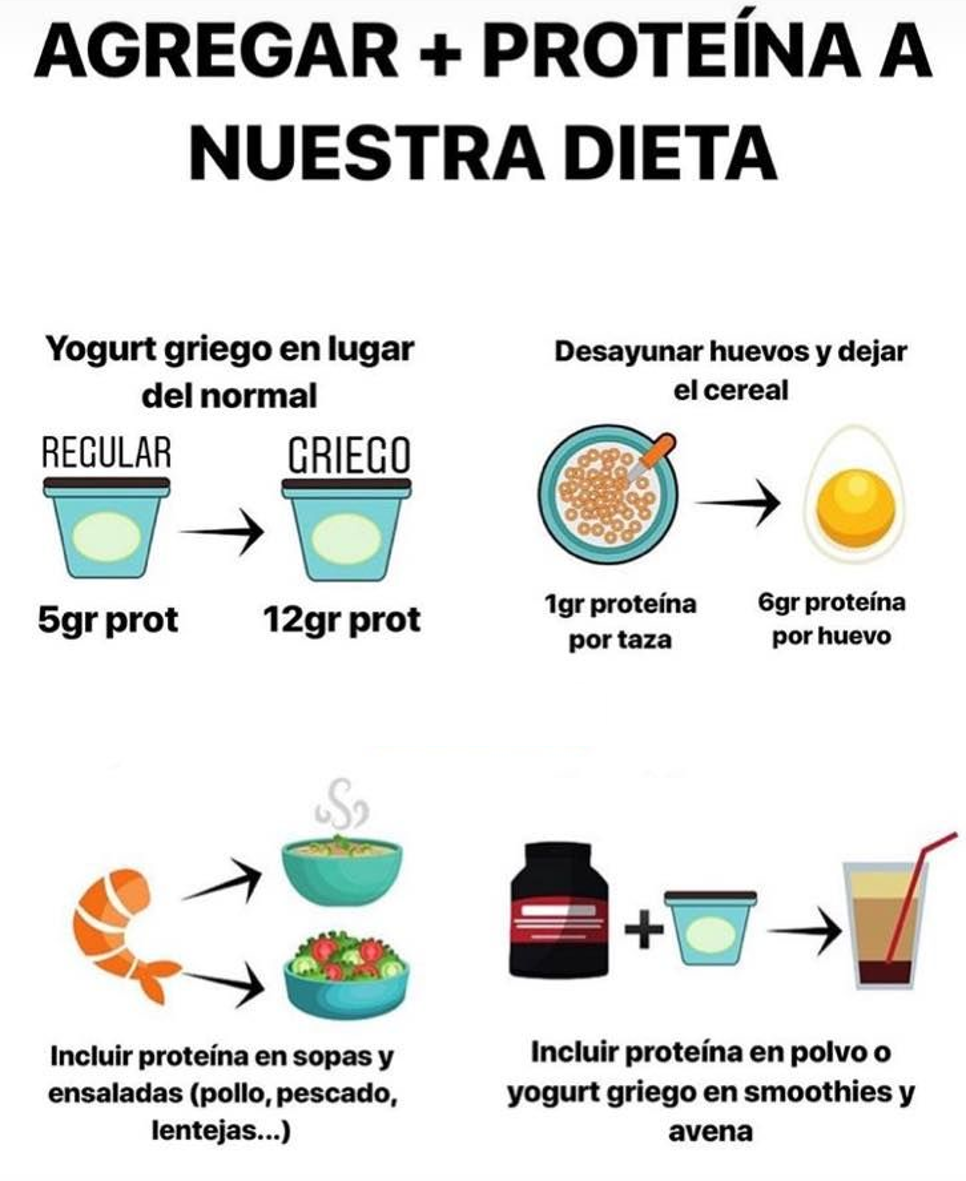 AGREGAR + PROTEÍNA A
NUESTRA DIETA
Yogurt griego en lugar
del normal
REGULAR
GRIEGO
5gr prot
12gr prot
Desayunar huevos y dejar
el cereal
1gr proteína
por taza
6gr proteína
por huevo
Incluir proteína en sopas y
ensaladas (pollo, pescado,
lentejas...)
Incluir proteína en polvo o
yogurt griego en smoothies y
avena